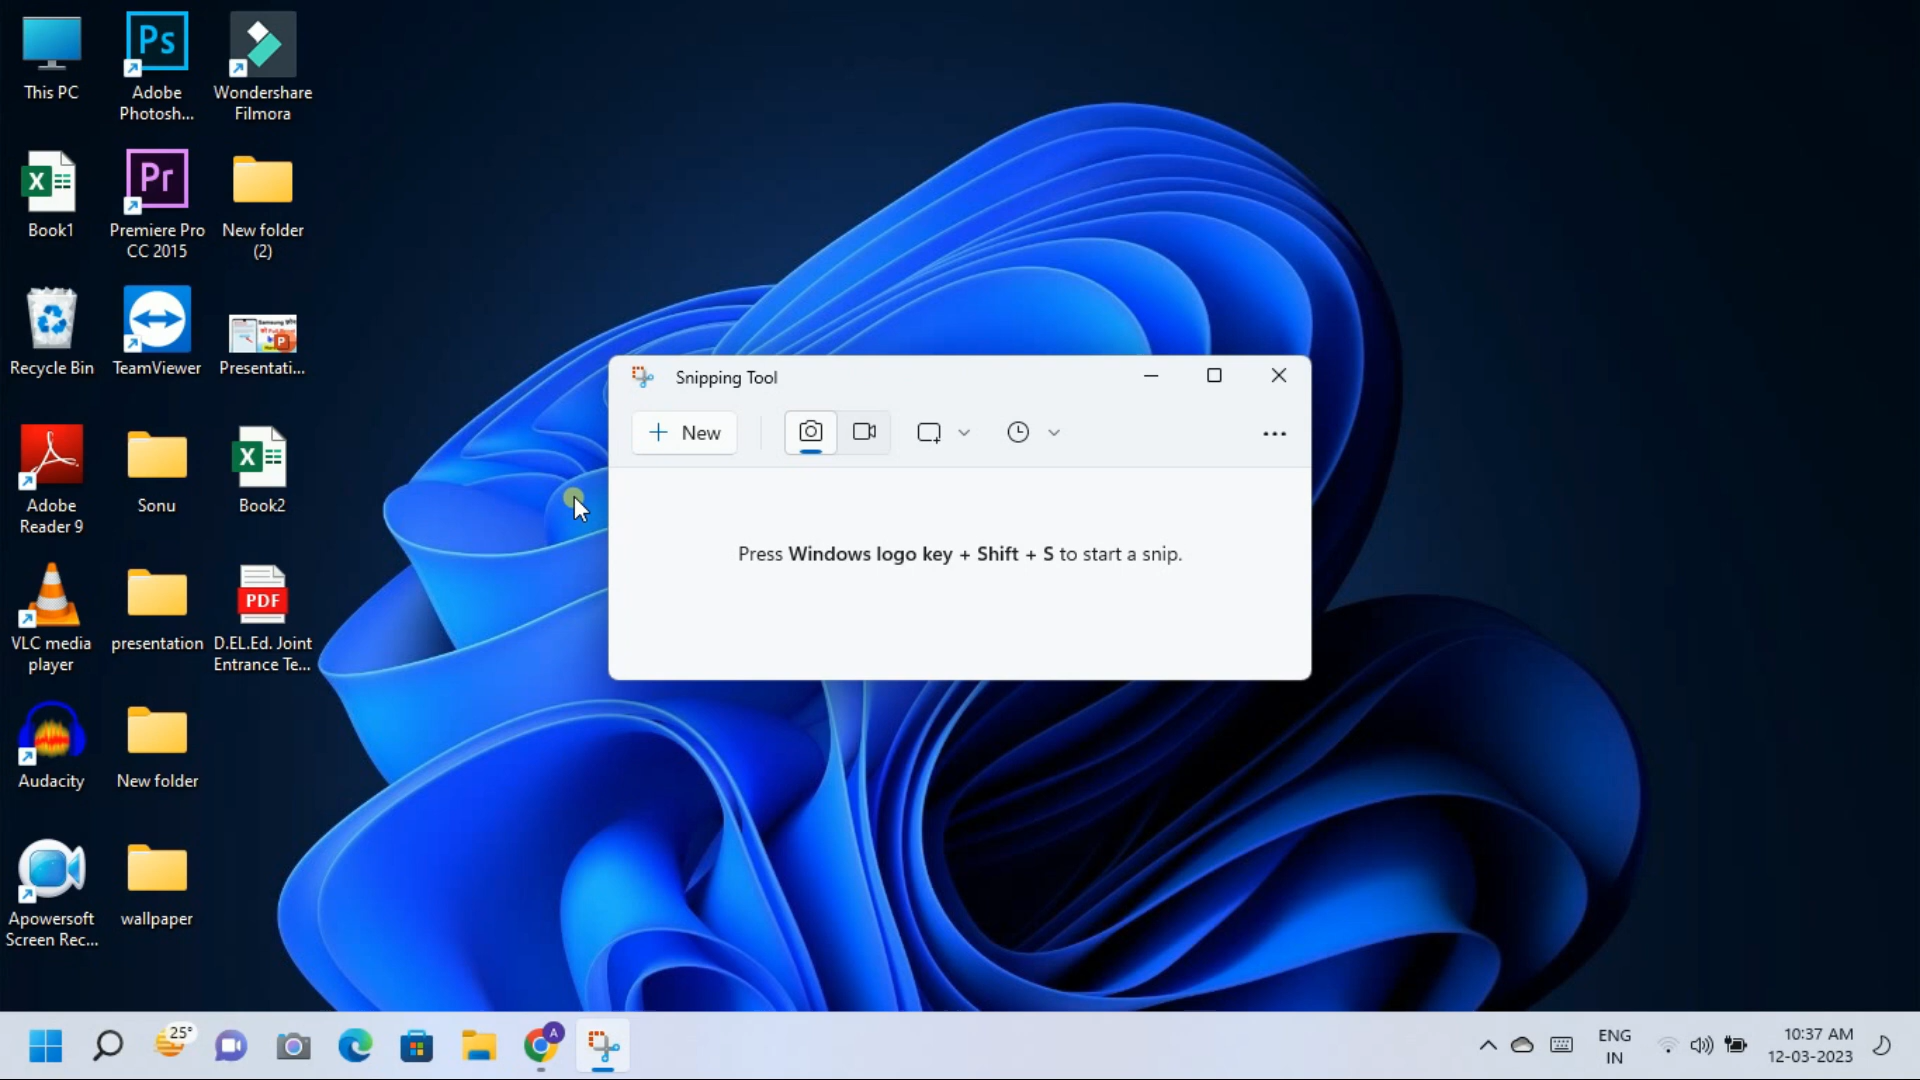 This PC
Ps
Adobe
Photosh...
Wondershare
Filmora
X
Book1
Pr
Premiere Pro
CC 2015
New folder
(2)
Recycle Bin
TeamViewer
Presentati...
Adobe
Reader 9
Sonu
X
Book2
VLC media
player
presentation
PDF
D.EL.Ed. Joint
Entrance Te...
Audacity
New folder
Apowersoft
Screen Rec...
wallpaper
Snipping Tool
New
Press Windows logo key + Shift + S to start a snip.
25°
A
ENG
IN
10:37 AM
12-03-2023